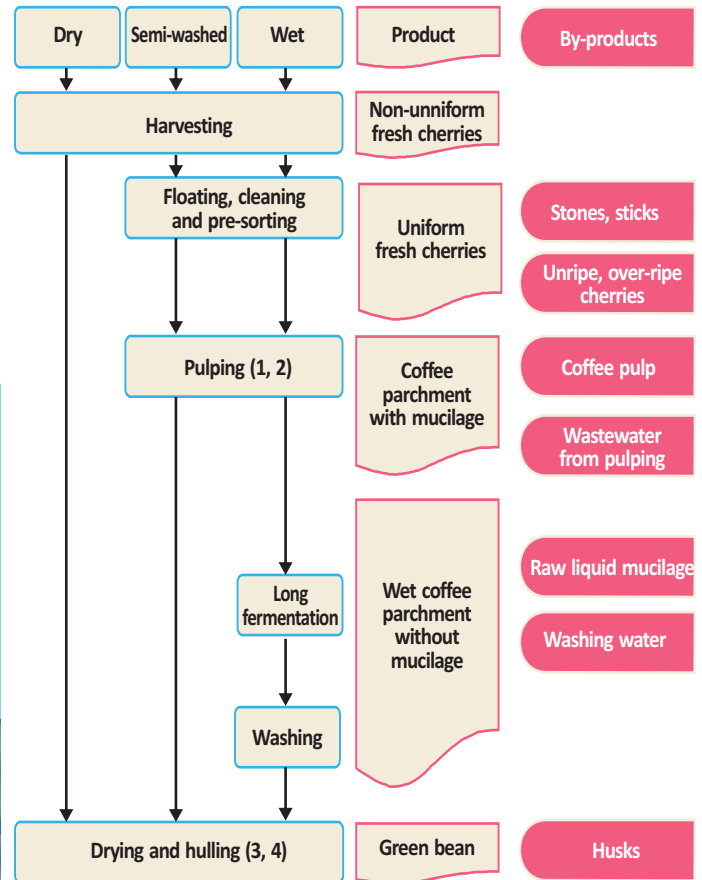 Dry
Semi-washed
Wet
Product
By-products
Harvesting
Non-unniform
fresh cherries
Floating, cleaning
and pre-sorting
Uniform
fresh cherries
Stones, sticks
Unripe, over-ripe
cherries
Pulping (1, 2)
Coffee
parchment
with mucilage
Coffee pulp
Wastewater
from pulping
Long
fermentation
Wet coffee
parchment
without
mucilage
Raw liquid mucilage
Washing water
Washing
Drying and hulling (3, 4)
Green bean
Husks